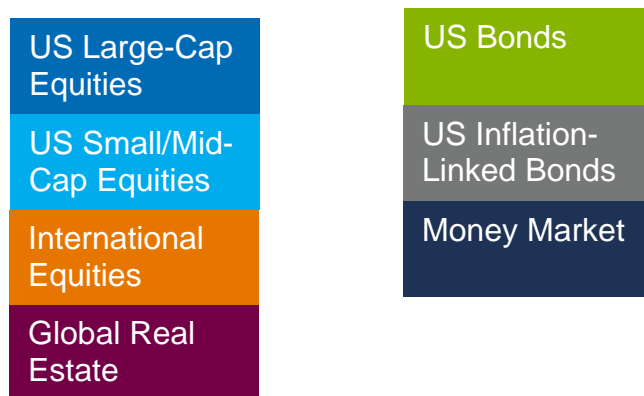 US Large-Cap
Equities
US Small/Mid-
Cap Equities
International
Equities
Global Real
Estate
US Bonds
US Inflation-
Linked Bonds
Money Market